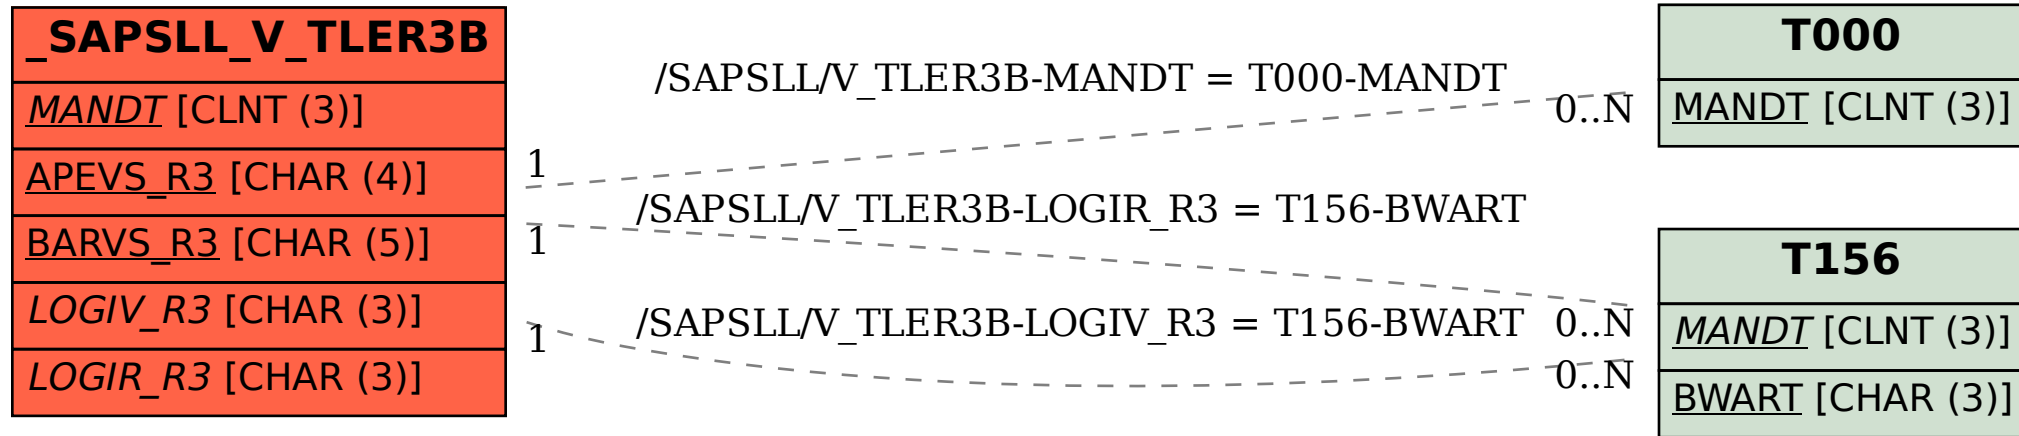 _SAPSLL_V_TLER3B
MANDT [CLNT (3)]
APEVS_R3 [CHAR (4)]
BARVS_R3 [CHAR (5)]
LOGIV_R3 [CHAR (3)]
LOGIR_R3 [CHAR (3)]
/SAPSLL/V_TLER3B-MANDT = T000-MANDT
0..N
1
/SAPSLL/V_TLER3B-LOGIR_R3 = T156-BWART
1
/SAPSLL/V_TLER3B-LOGIV_R3 = T156-BWART
0..N
1
0..N
T000
MANDT [CLNT (3)]
T156
MANDT [CLNT (3)]
BWART [CHAR (3)]